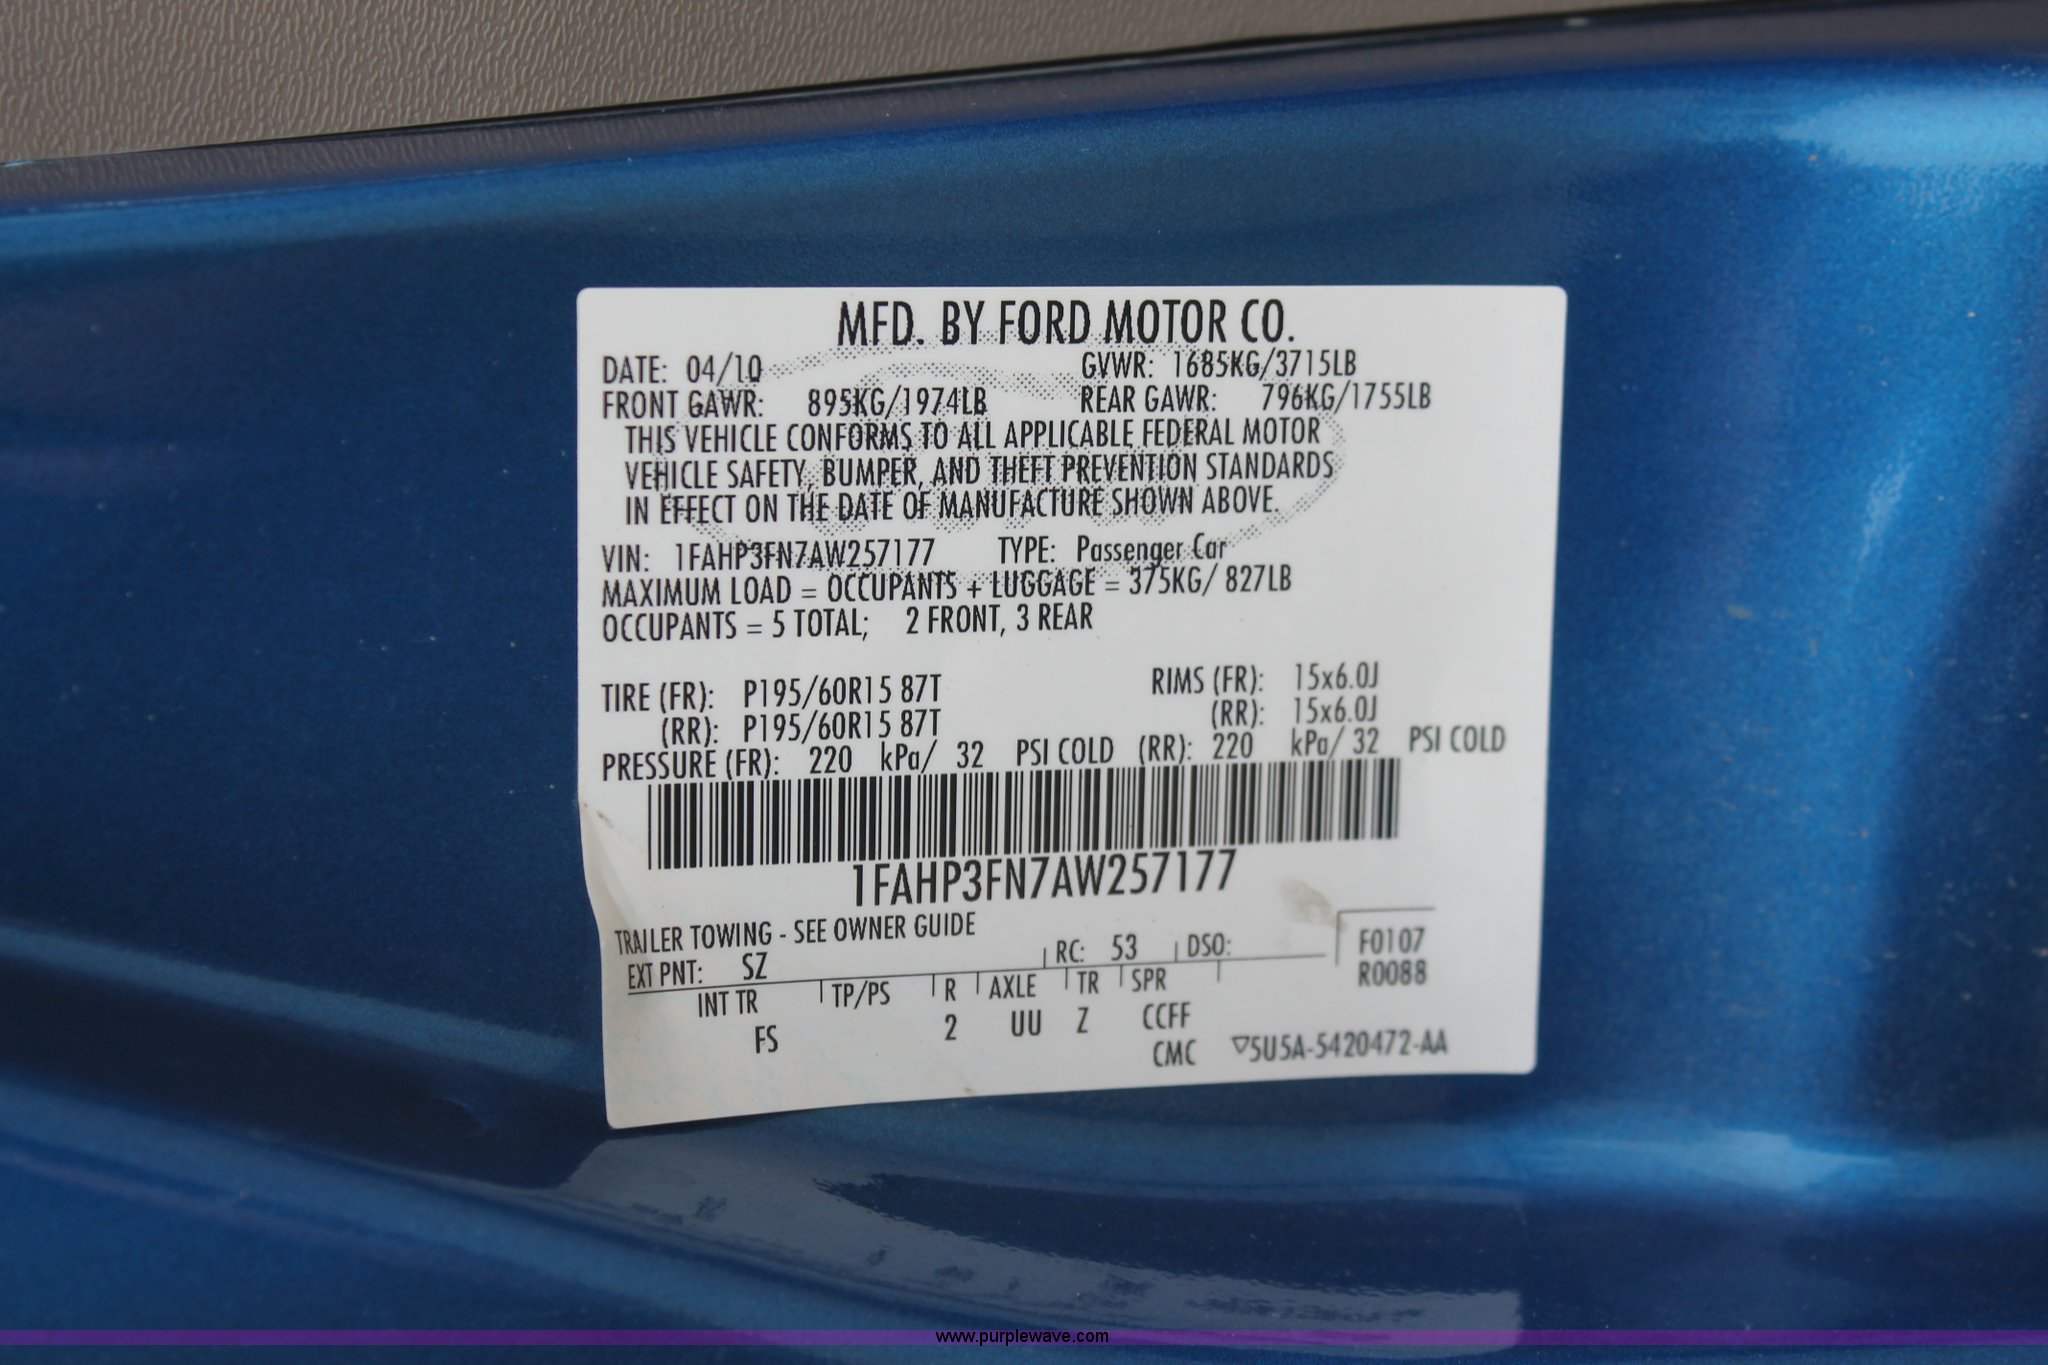 MFD. BY FORD MOTOR CO.
DATE: 04/10 GVWR: 1685KG/3715LB
FRONT GAWR: 895KG/1974LB REAR GAWR: 796KG/1755LB
THIS VEHICLE CONFORMS TO ALL APPLICABLE FEDERAL MOTOR
VEHICLE SAFETY, BUMPER, AND THEFT PREVENTION STANDARDS
IN EFFECT ON THE DATE OF MANUFACTURE SHOWN ABOVE.
VIN: 1FAHP3FN7AW257177 TYPE: Passenger Car
MAXIMUM LOAD = OCCUPANTS + LUGGAGE = 375KG/ 827LB
OCCUPANTS = 5 TOTAL; 2 FRONT, 3 REAR
TIRE (FR): P195/60R15 87T RIMS (FR): 15x6.0J
(RR): P195/60R15 87T (RR): 15x6.0J
PRESSURE (FR): 220 kPa/ 32 PSI COLD (RR): 220 kPa/ 32 PSI COLD
1FAHP3FN7AW257177
TRAILER TOWING - SEE OWNER GUIDE
EXT PNT: SZ RC: 53 DSO: F0107
R0088
INT TR TP/PS R AXLE TR SPR
FS 2 UU Z CCFF
CMC ▽5U5A-5420472-AA
www.purplewave.com